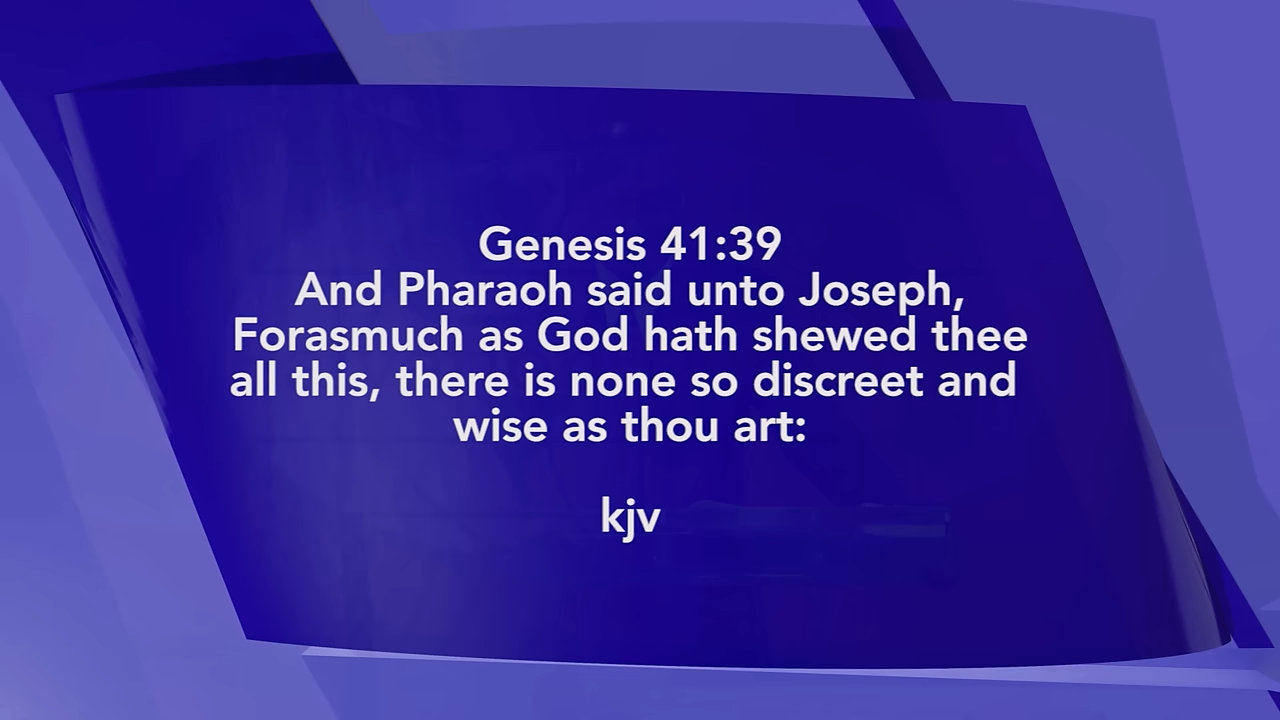 Genesis 41:39
And Pharaoh said unto Joseph,
Forasmuch as God hath shewed thee
all this, there is none so discreet and
wise as thou art:
kjv